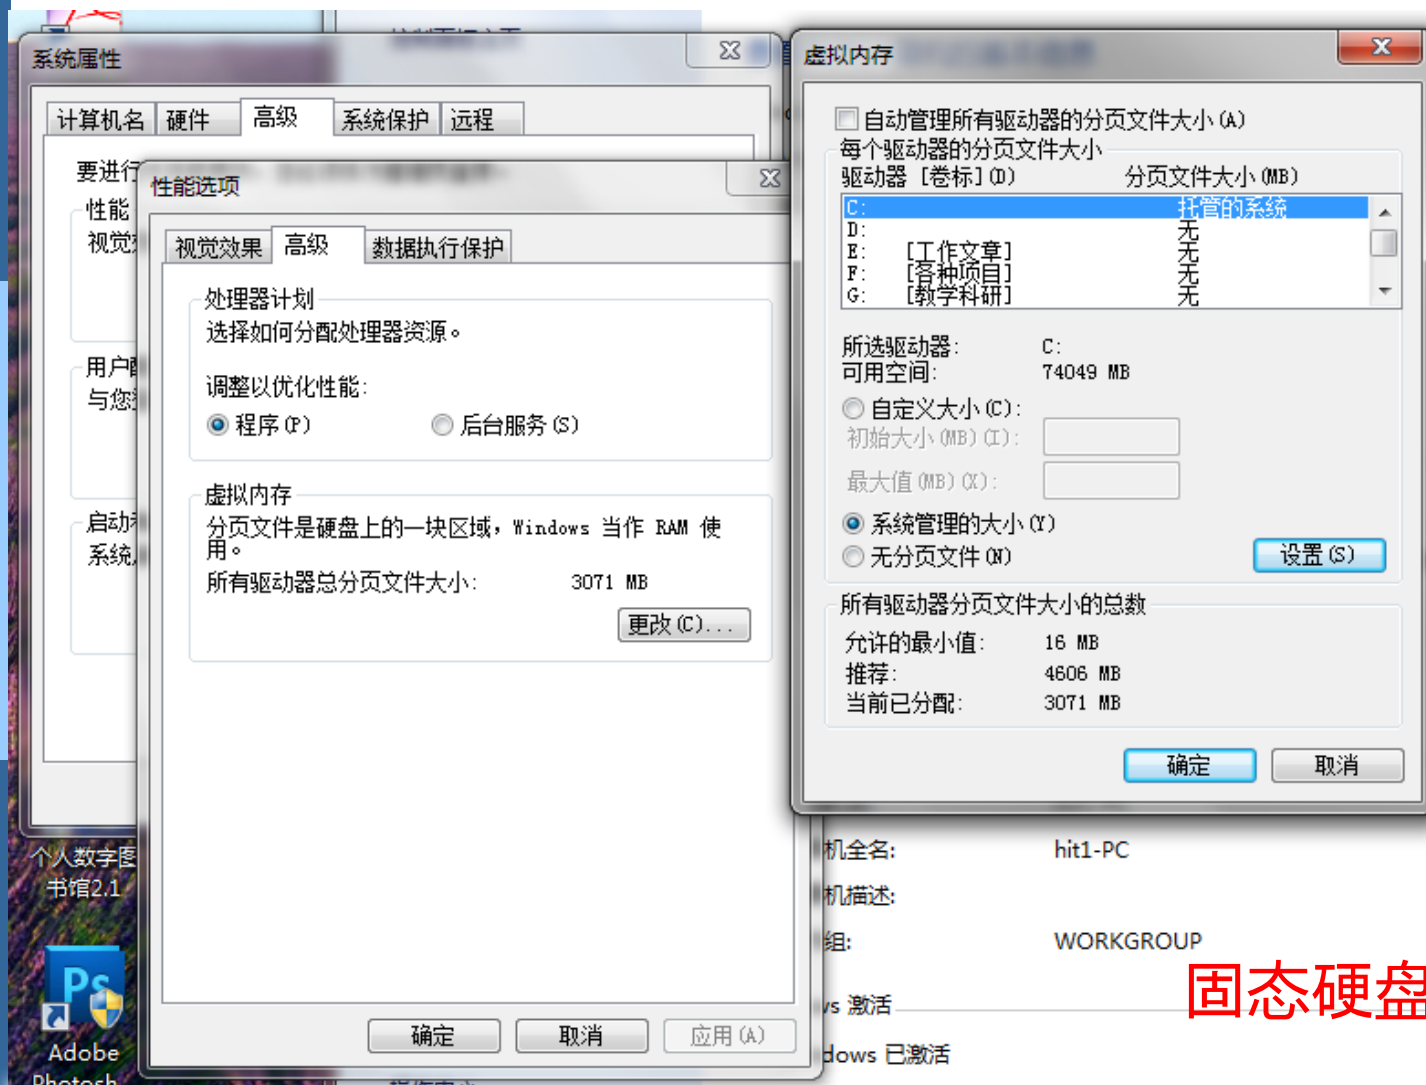 系统属性
计算机名 硬件 高级 系统保护 远程
要进行
性能
视觉
用户
与您
启动
系统
性能选项
视觉效果 高级 数据执行保护
处理器计划
选择如何分配处理器资源。
调整以优化性能:
程序(P) 后台服务(S)
虚拟内存
分页文件是硬盘上的一块区域，Windows 当作 RAM 使
用。
所有驱动器总分页文件大小: 3071 MB
更改(C)...
确定 取消 应用(A)
虚拟内存
自动管理所有驱动器的分页文件大小(A)
每个驱动器的分页文件大小
驱动器 [卷标](D) 分页文件大小(MB)
C: 托管的系统
D: 无
E: [工作文章] 无
F: [各种项目] 无
G: [教学科研] 无
所选驱动器: C:
可用空间: 74049 MB
自定义大小(C):
初始大小(MB)(I):
最大值(MB)(X):
系统管理的大小(Y)
无分页文件(N) 设置(S)
所有驱动器分页文件大小的总数
允许的最小值: 16 MB
推荐: 4606 MB
当前已分配: 3071 MB
确定 取消
机全名: hit1-PC
机描述:
组: WORKGROUP
固态硬盘
ws 激活
dows 已激活
个人数字图
书馆2.1
Ps
Adobe
Photosh